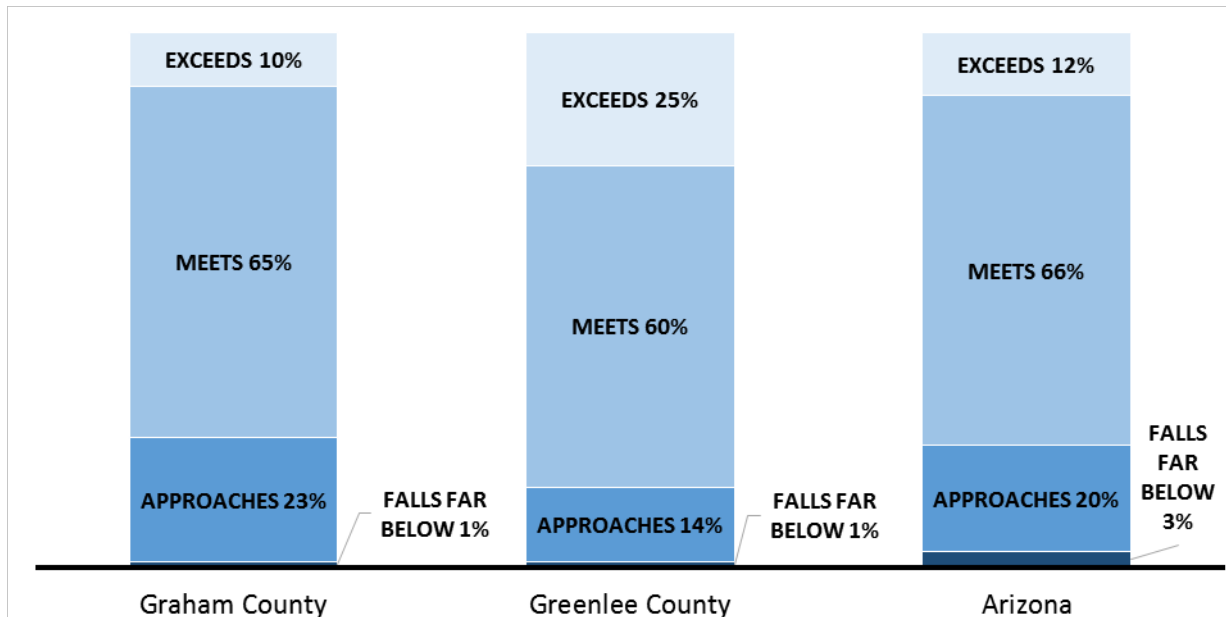 EXCEEDS 10%
MEETS 65%
APPROACHES 23%
FALLS FAR
BELOW 1%
EXCEEDS 25%
MEETS 60%
APPROACHES 14%
FALLS FAR
BELOW 1%
EXCEEDS 12%
MEETS 66%
APPROACHES 20%
FALLS
FAR
BELOW
3%
Graham County
Greenlee County
Arizona